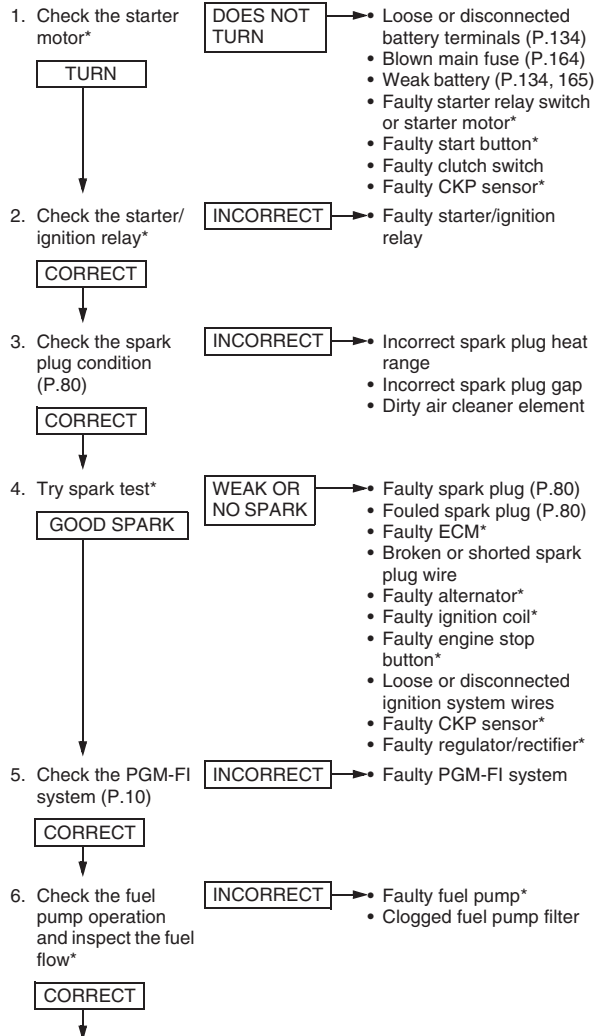 1. Check the starter
motor*
TURN
DOES NOT
TURN
• Loose or disconnected
battery terminals (P.134)
• Blown main fuse (P.164)
• Weak battery (P.134, 165)
• Faulty starter relay switch
or starter motor*
• Faulty start button*
• Faulty clutch switch
• Faulty CKP sensor*
2. Check the starter/
ignition relay*
CORRECT
INCORRECT
• Faulty starter/ignition
relay
3. Check the spark
plug condition
(P.80)
CORRECT
INCORRECT
• Incorrect spark plug heat
range
• Incorrect spark plug gap
• Dirty air cleaner element
4. Try spark test*
GOOD SPARK
WEAK OR
NO SPARK
• Faulty spark plug (P.80)
• Fouled spark plug (P.80)
• Faulty ECM*
• Broken or shorted spark
plug wire
• Faulty alternator*
• Faulty ignition coil*
• Faulty engine stop
button*
• Loose or disconnected
ignition system wires
• Faulty CKP sensor*
• Faulty regulator/rectifier*
5. Check the PGM-FI
system (P.10)
CORRECT
INCORRECT
• Faulty PGM-FI system
6. Check the fuel
pump operation
and inspect the fuel
flow*
CORRECT
INCORRECT
• Faulty fuel pump*
• Clogged fuel pump filter